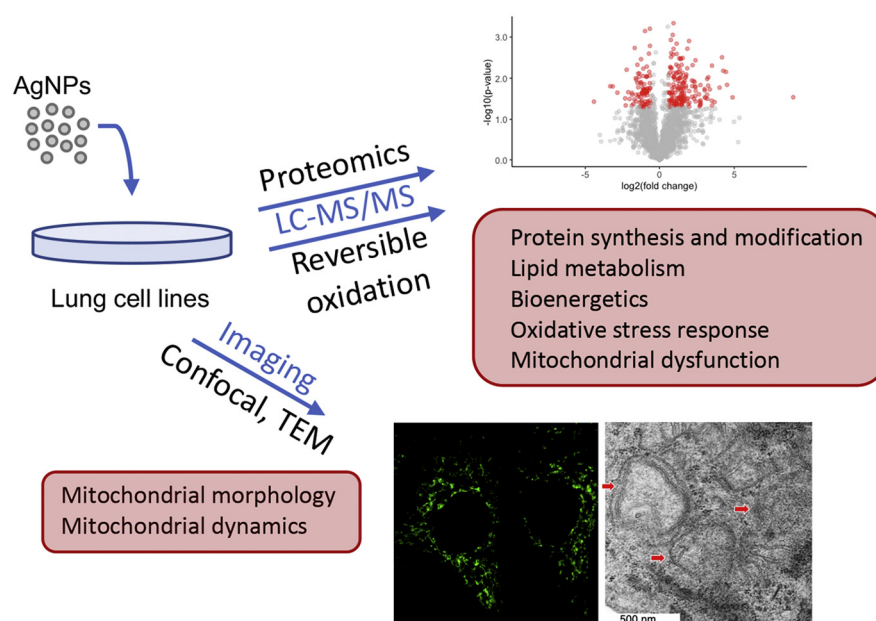 AgNPs
Lung cell lines
Proteomics
LC-MS/MS
Reversible
oxidation
-log10(p-value)
3.0
2.0
1.0
0.0
-5
0
5
log2(fold change)
Protein synthesis and modification
Lipid metabolism
Bioenergetics
Oxidative stress response
Mitochondrial dysfunction
Imaging
Confocal, TEM
Mitochondrial morphology
Mitochondrial dynamics
500 nm